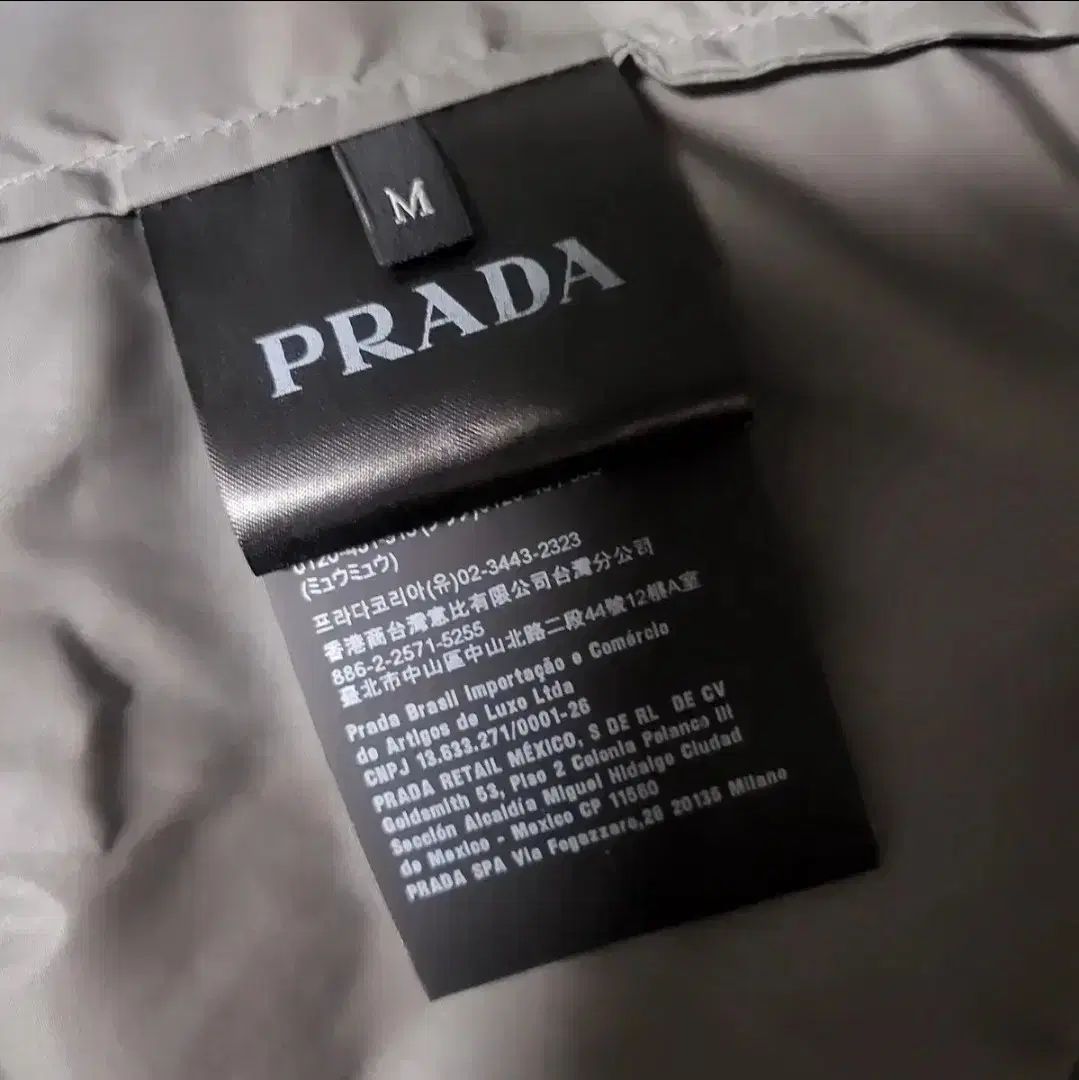 M
PRADA
(ミュウミュウ)
프라다코리아(유)02-3443-2323
香港商台灣慧比有限公司台灣分公司
886-2-2571-5255
臺北市中山區中山北路二段44號12樓A室
Prada Brasil Importação e Comércio
de Artigos de Luxo Ltda
CNPJ 13.633.271/0001-26
PRADA RETAIL MÉXICO, S DE RL DE CV
Goldsmith 53, Piso 2 Colonia Polanco III
Sección Alcaldía Miguel Hidalgo Ciudad
de Mexico - Mexico CP 11560
PRADA SPA Via Fogazzaro,28 20135 Milano